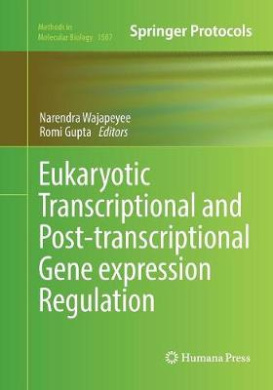 Methods in
Molecular Biology 1507
Springer Protocols
Narendra Wajapeyee
Romi Gupta Editors
Eukaryotic
Transcriptional and
Post-transcriptional
Gene expression
Regulation
Humana Press